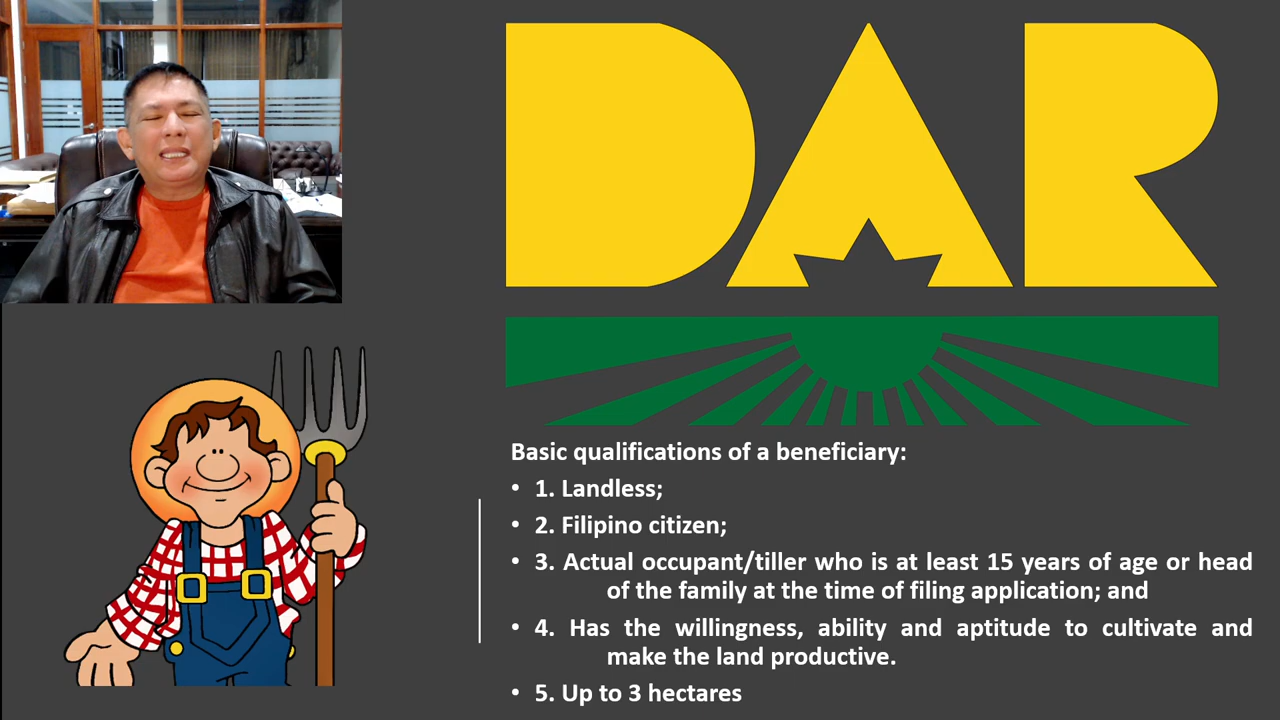 DAR
Basic qualifications of a beneficiary:
• 1. Landless;
• 2. Filipino citizen;
• 3. Actual occupant/tiller who is at least 15 years of age or head
of the family at the time of filing application; and
• 4. Has the willingness, ability and aptitude to cultivate and
make the land productive.
• 5. Up to 3 hectares